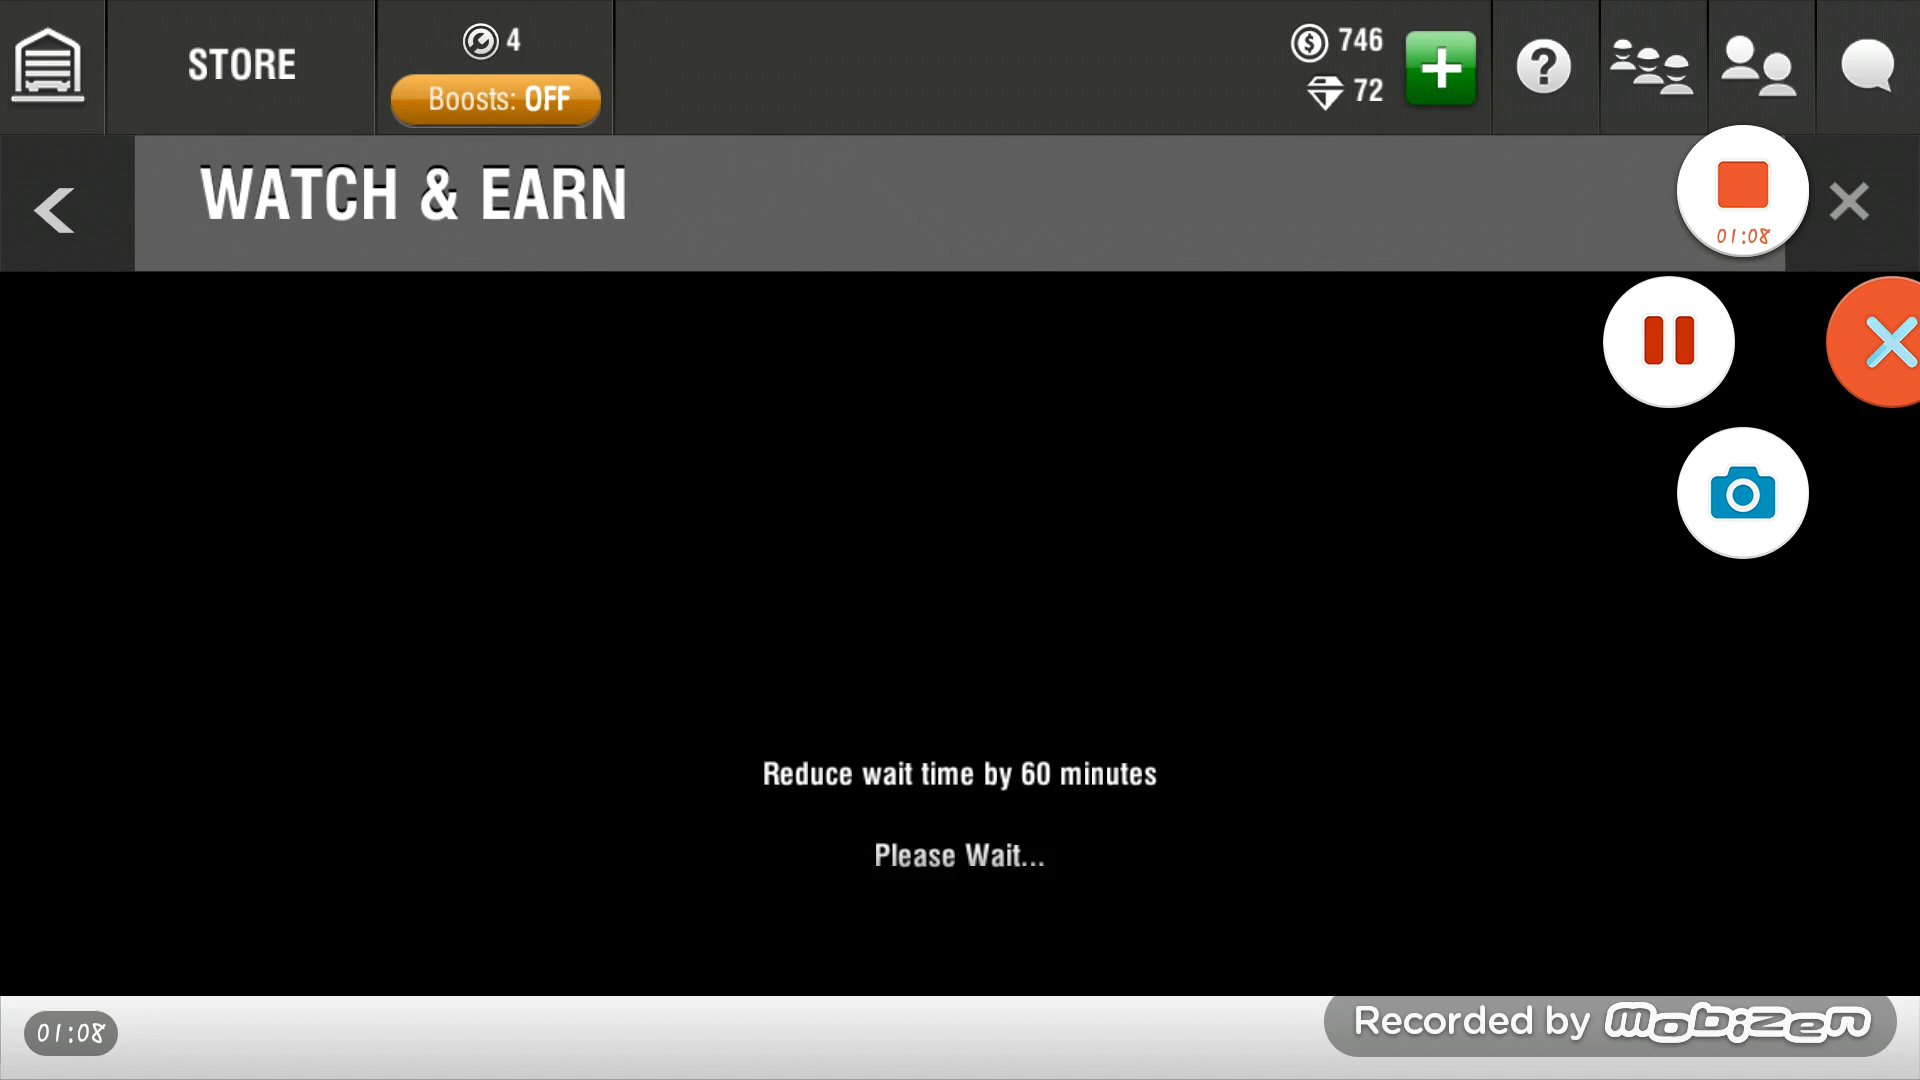 STORE
4
Boosts: OFF
746
72
WATCH & EARN
01:08
Reduce wait time by 60 minutes
Please Wait...
01:08
Recorded by mobizen